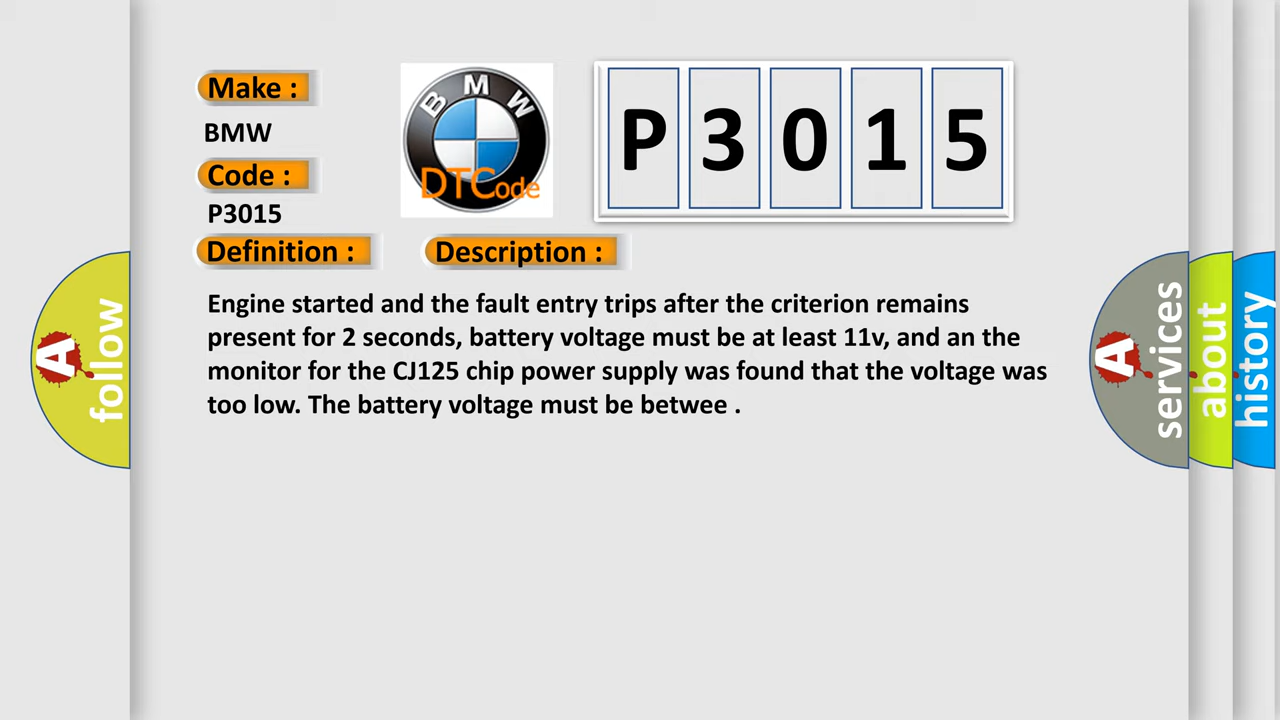 Make :
BMW
Code :
P3015
BMW
DTCode
P 3 0 1 5
Definition :
Description :
Engine started and the fault entry trips after the criterion remains
present for 2 seconds, battery voltage must be at least 11v, and an the
monitor for the CJ125 chip power supply was found that the voltage was
too low. The battery voltage must be betwee .
A follow
A services
about
history